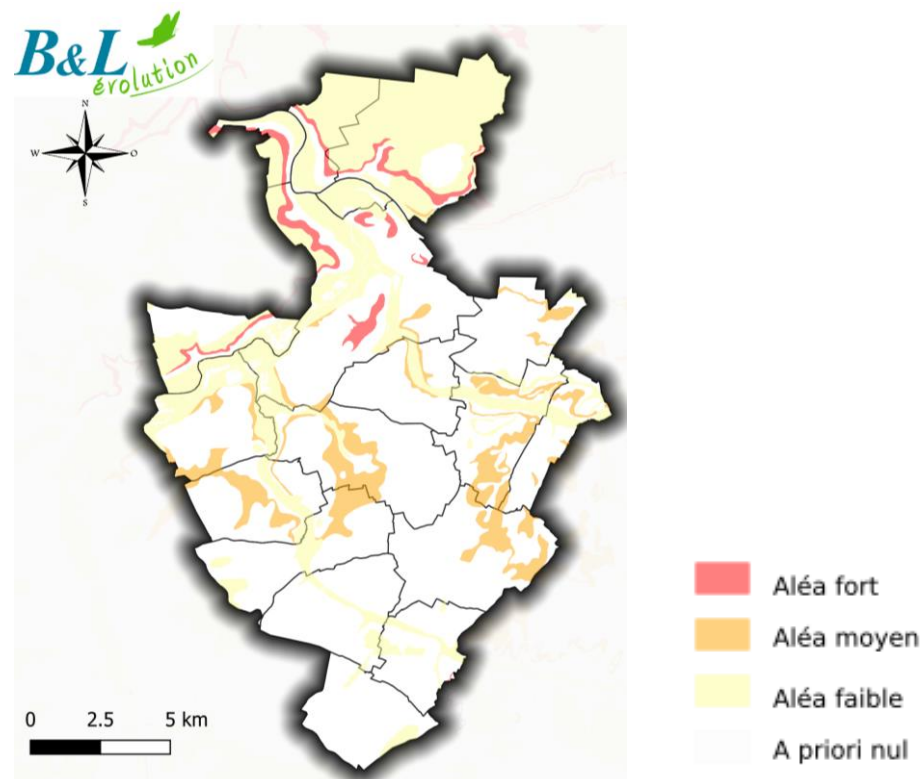 B&L
évolution
N
W
O
S
Aléa fort
Aléa moyen
Aléa faible
A priori nul
0 2.5 5 km